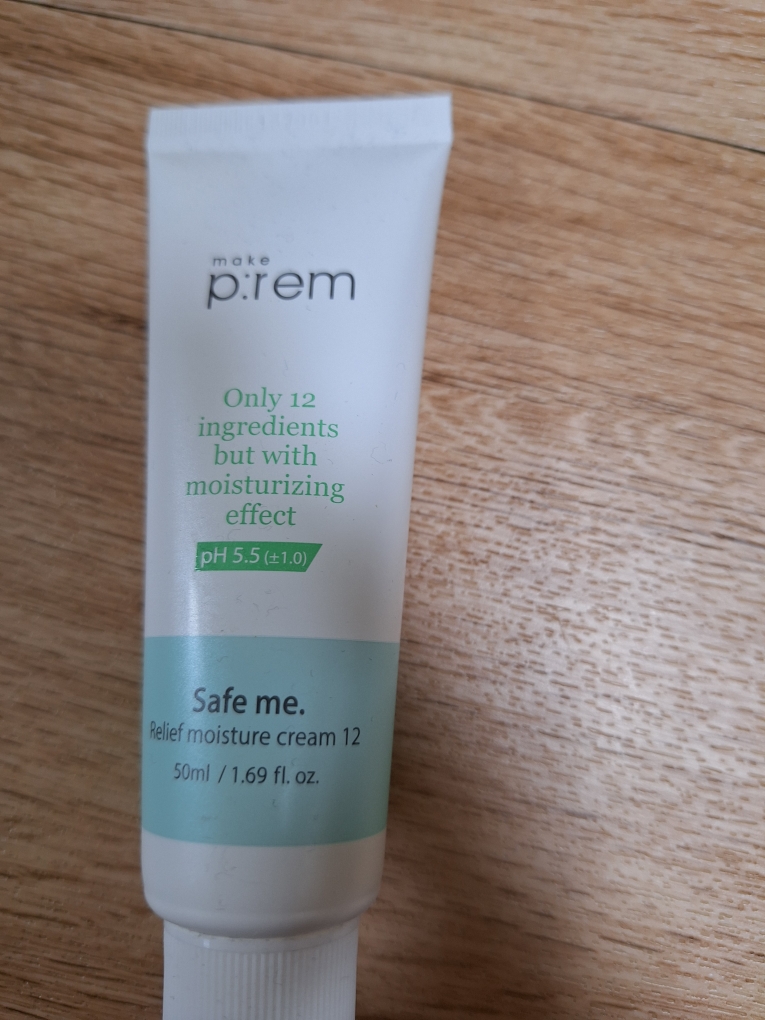 make
p:rem
Only 12
ingredients
but with
moisturizing
effect
pH 5.5 (±1.0)
Safe me.
Relief moisture cream 12
50ml / 1.69 fl. oz.